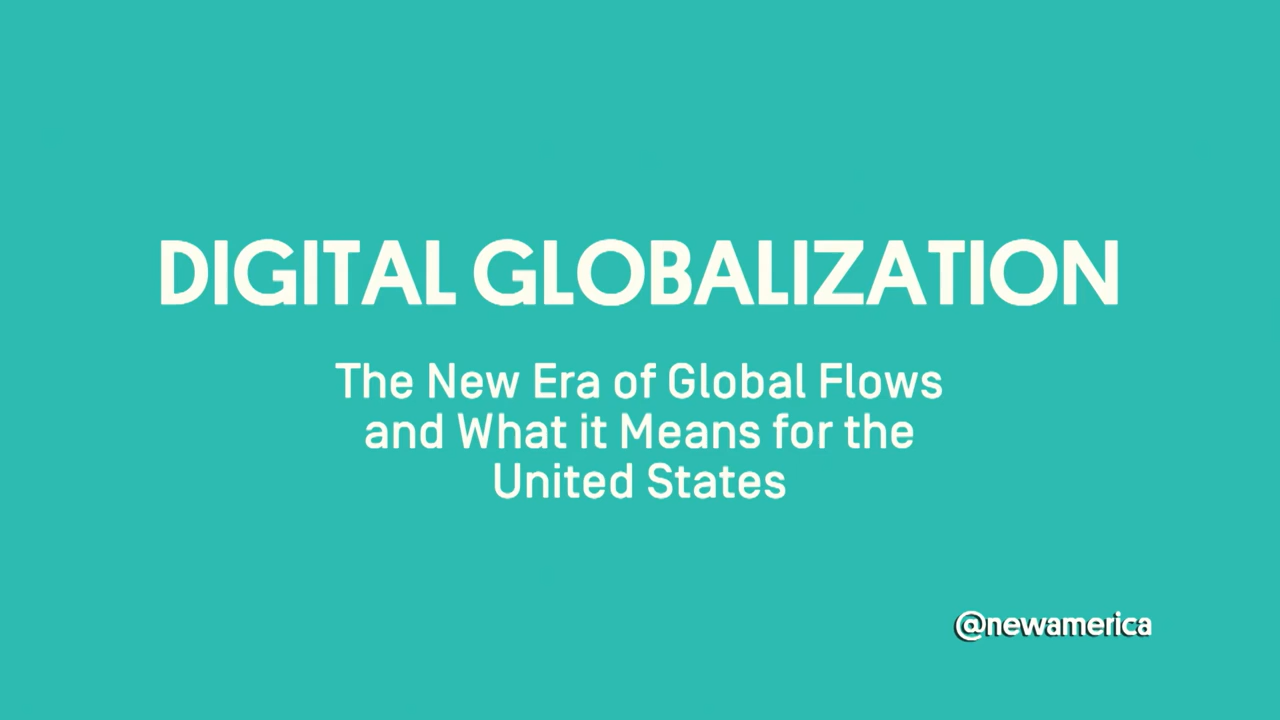 DIGITAL GLOBALIZATION
The New Era of Global Flows
and What it Means for the
United States
@newamerica